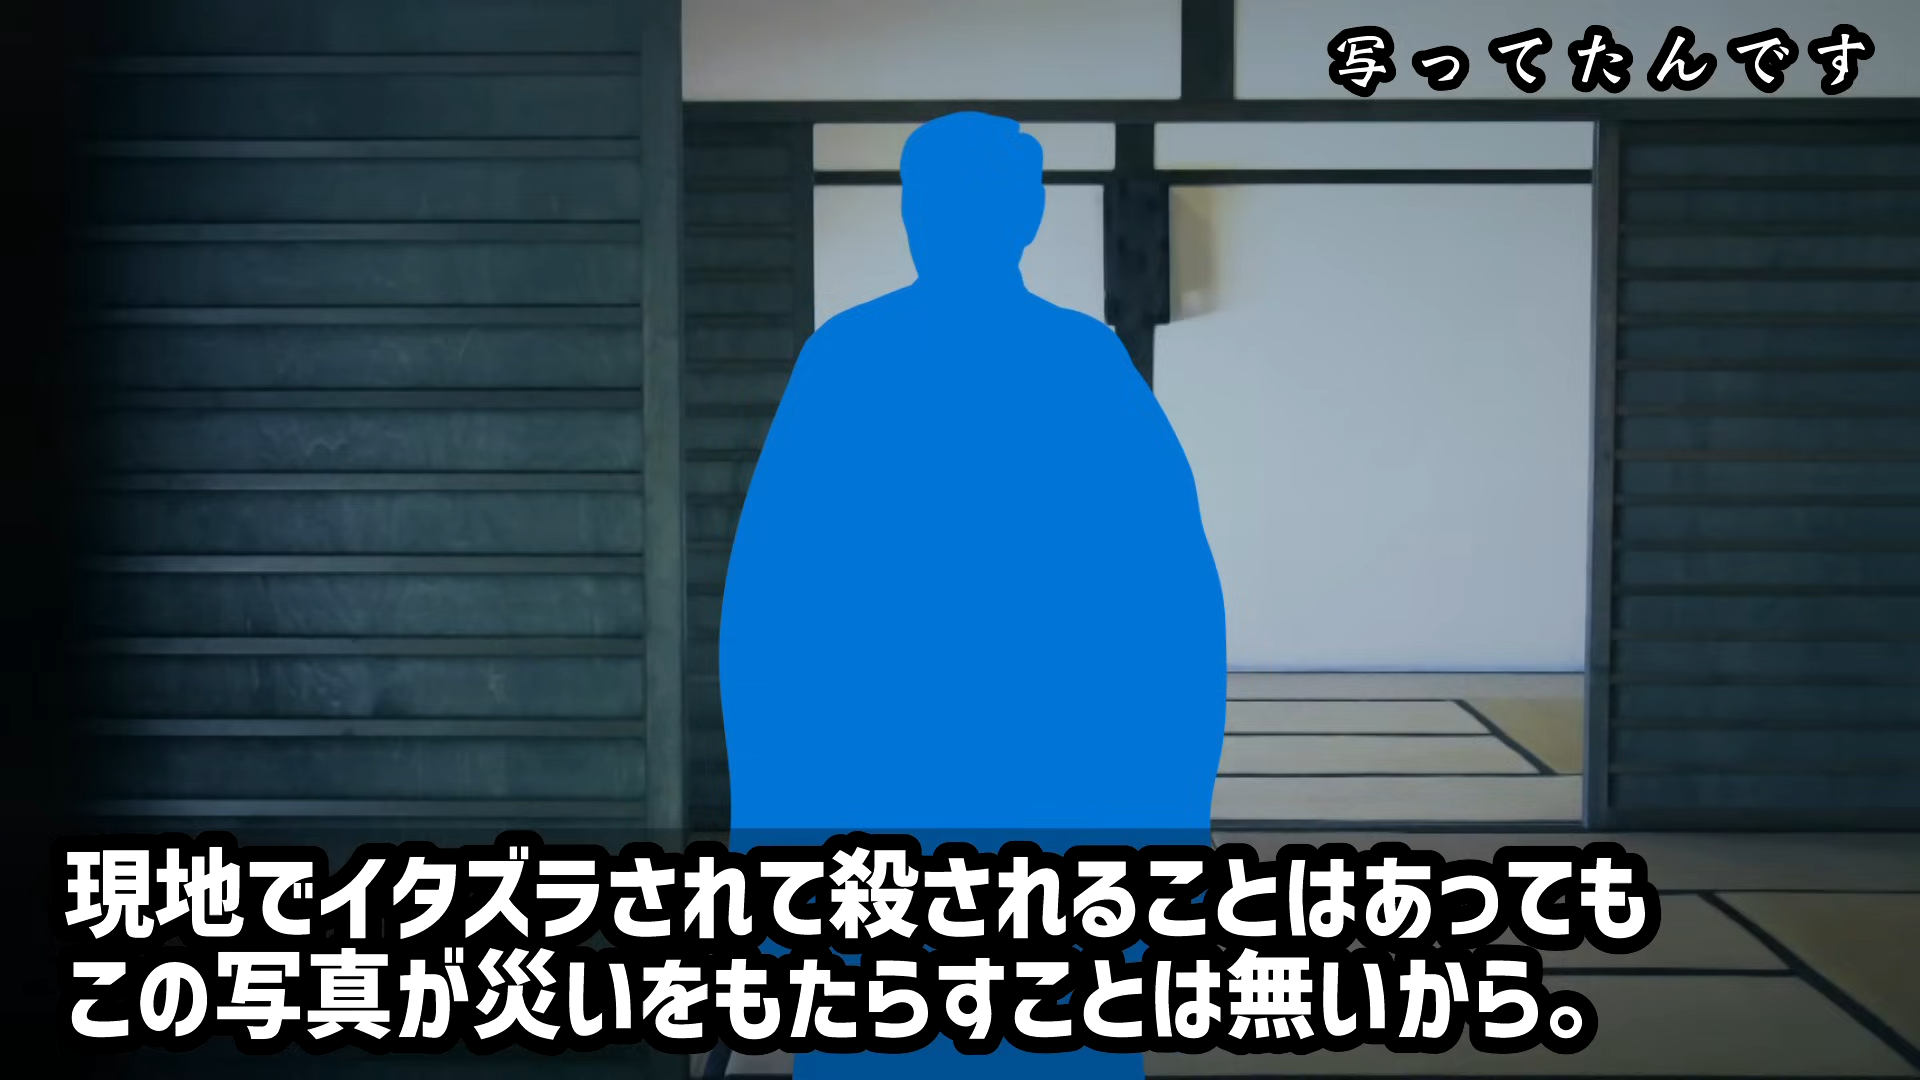 写ってたんです
現地でイタズラされて殺されることはあっても
この写真が災いをもたらすことは無いから。